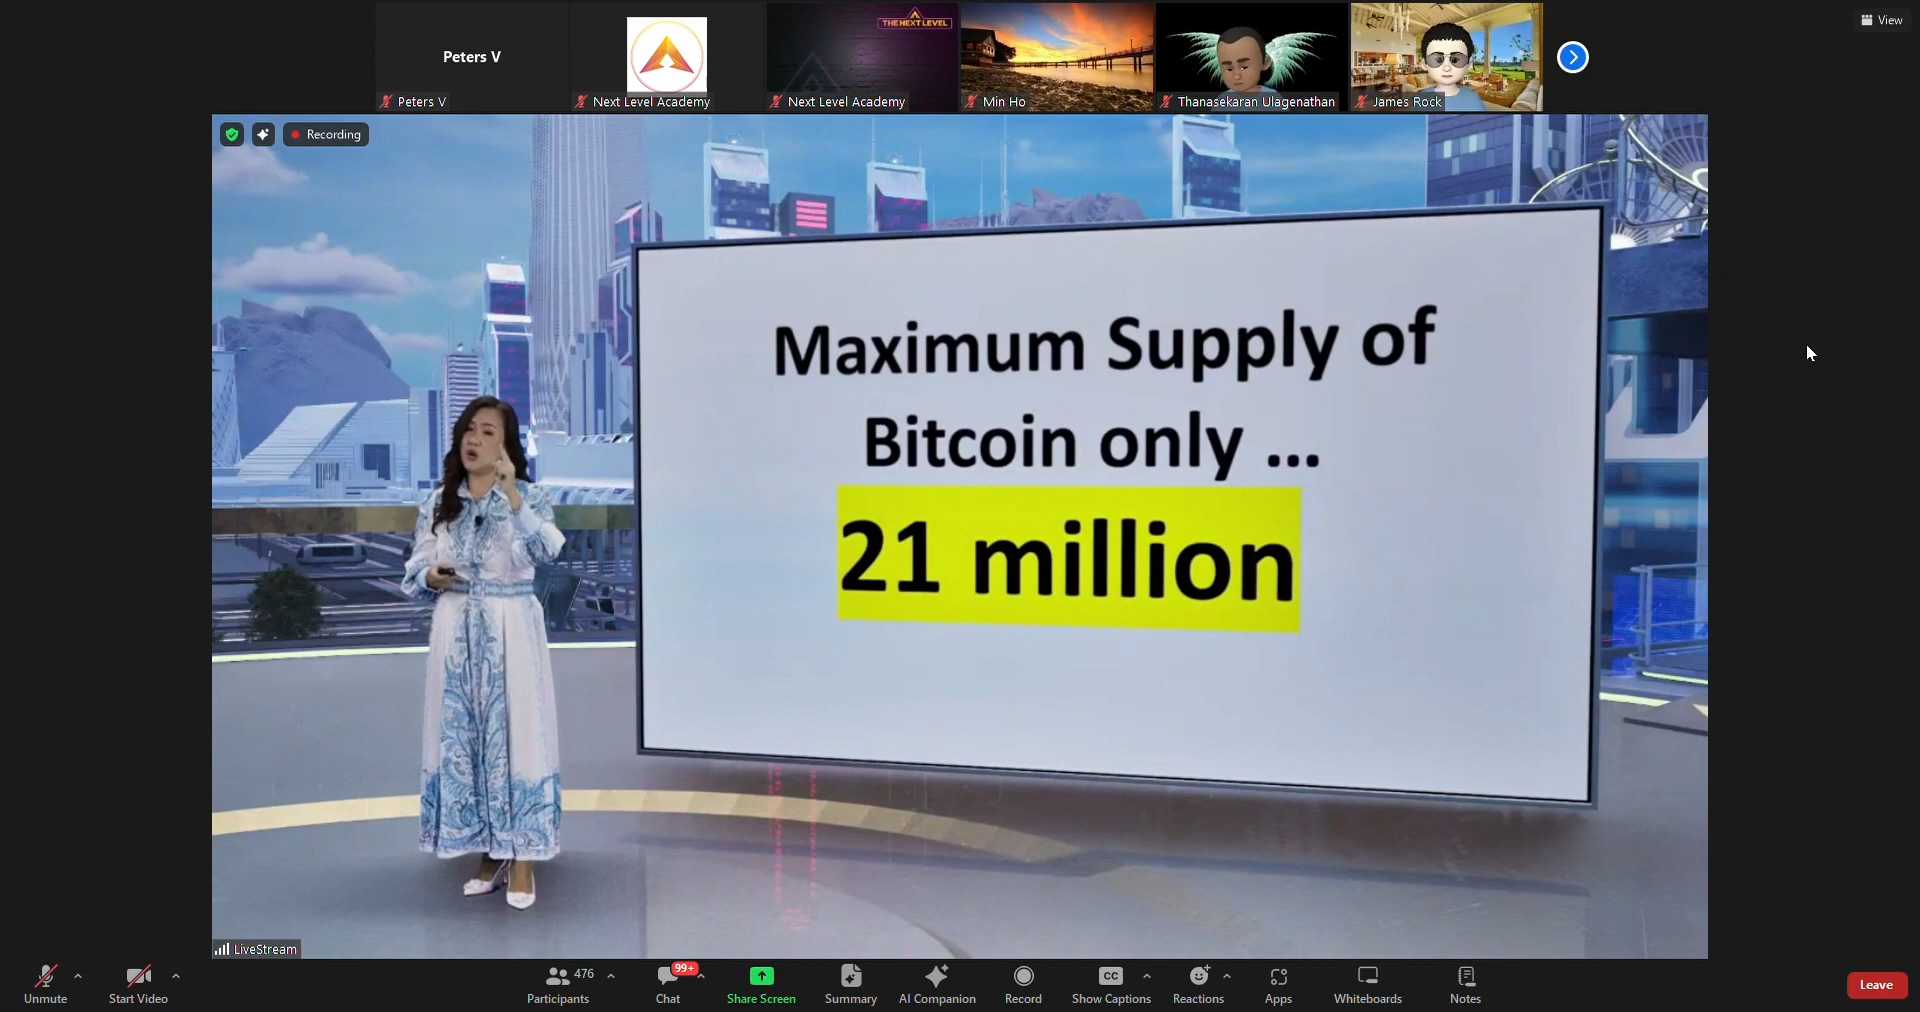 Peters V
THE NEXT LEVEL
View
Peters V
Next Level Academy
Next Level Academy
Min Ho
Thanasekaran Ulagenathan
James Rock
Recording
Maximum Supply of
Bitcoin only ...
21 million
LiveStream
476
99+
CC
Unmute
Start Video
Participants
Chat
Share Screen
Summary
AI Companion
Record
Show Captions
Reactions
Apps
Whiteboards
Notes
Leave